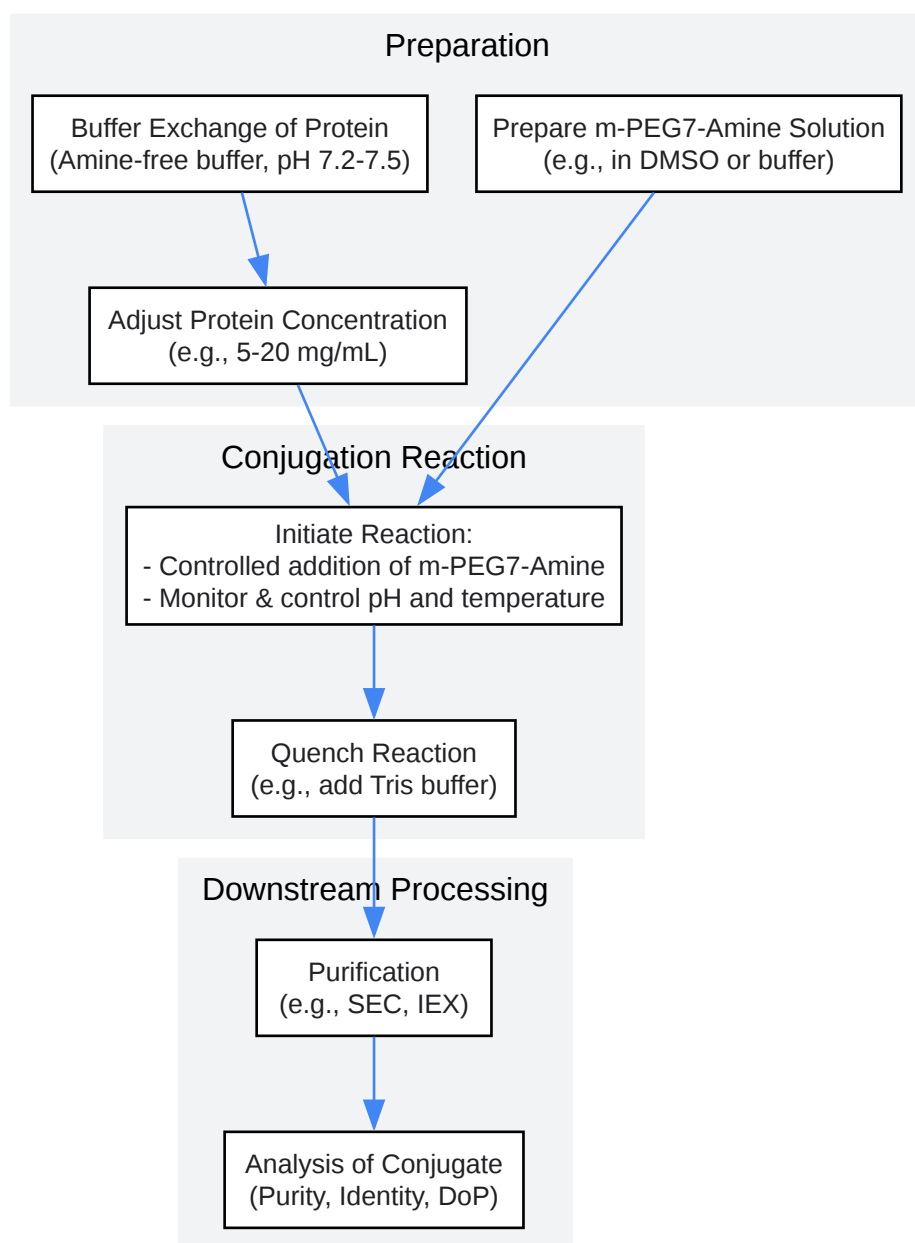 Preparation
Buffer Exchange of Protein
(Amine-free buffer, pH 7.2-7.5)
Prepare m-PEG7-Amine Solution
(e.g., in DMSO or buffer)
Adjust Protein Concentration
(e.g., 5-20 mg/mL)
Conjugation Reaction
Initiate Reaction:
- Controlled addition of m-PEG7-Amine
- Monitor & control pH and temperature
Quench Reaction
(e.g., add Tris buffer)
Downstream Processing
Purification
(e.g., SEC, IEX)
Analysis of Conjugate
(Purity, Identity, DoP)